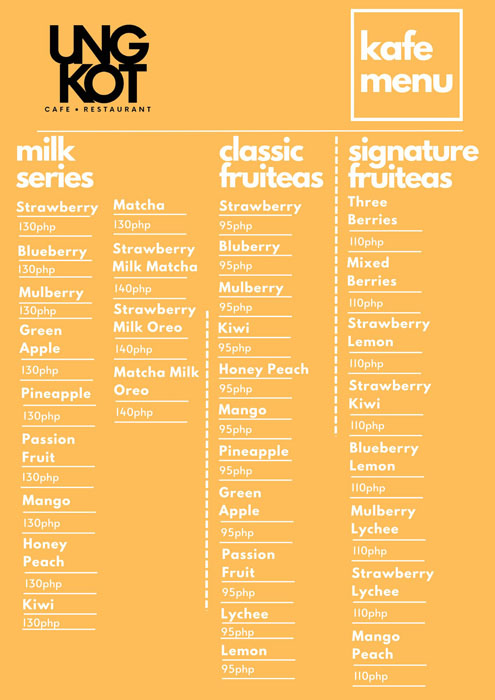 UNG
KOT
CAFE • RESTAURANT
kafe
menu
milk
series
Strawberry
130php
Blueberry
130php
Mulberry
130php
Green
Apple
130php
Pineapple
130php
Passion
Fruit
130php
Mango
130php
Honey
Peach
130php
Kiwi
130php
Matcha
130php
Strawberry
Milk Matcha
140php
Strawberry
Milk Oreo
140php
Matcha Milk
Oreo
140php
classic
fruiteas
Strawberry
95php
Bluberry
95php
Mulberry
95php
Kiwi
95php
Honey Peach
95php
Mango
95php
Pineapple
95php
Green
Apple
95php
Passion
Fruit
95php
Lychee
95php
Lemon
95php
signature
fruiteas
Three
Berries
110php
Mixed
Berries
110php
Strawberry
Lemon
110php
Strawberry
Kiwi
110php
Blueberry
Lemon
110php
Mulberry
Lychee
110php
Strawberry
Lychee
110php
Mango
Peach
110php